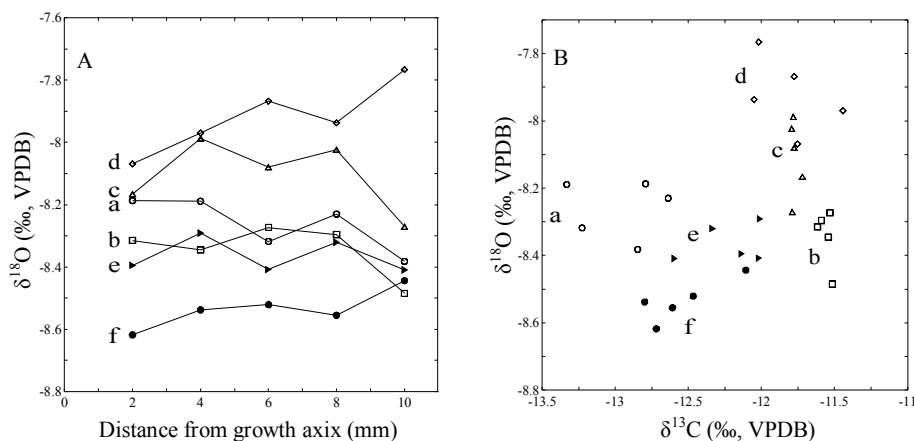 A
-7.6
-7.8
-8
-8.2
-8.4
-8.6
-8.8
0
2
4
6
8
10
δ18O (‰, VPDB)
Distance from growth axix (mm)
d
c
a
b
e
f
B
-7.6
-7.8
-8
-8.2
-8.4
-8.6
-8.8
-13.5
-13
-12.5
-12
-11.5
-11
δ18O (‰, VPDB)
δ13C (‰, VPDB)
d
c
a
e
b
f